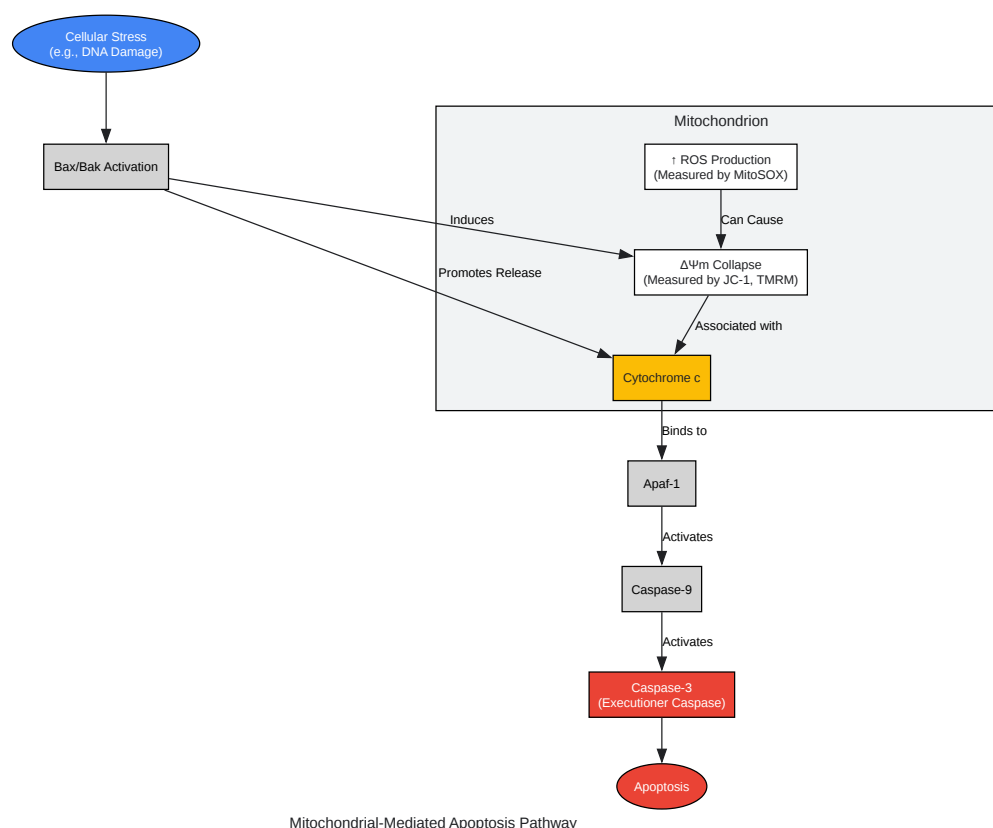 Cellular Stress
(e.g., DNA Damage)
Mitochondrion
Bax/Bak Activation
↑ ROS Production
(Measured by MitoSOX)
Induces
Can Cause
Promotes Release
ΔΨm Collapse
(Measured by JC-1, TMRM)
Associated with
Cytochrome c
Binds to
Apaf-1
Activates
Caspase-9
Activates
Caspase-3
(Executioner Caspase)
Apoptosis
Mitochondrial-Mediated Apoptosis Pathway